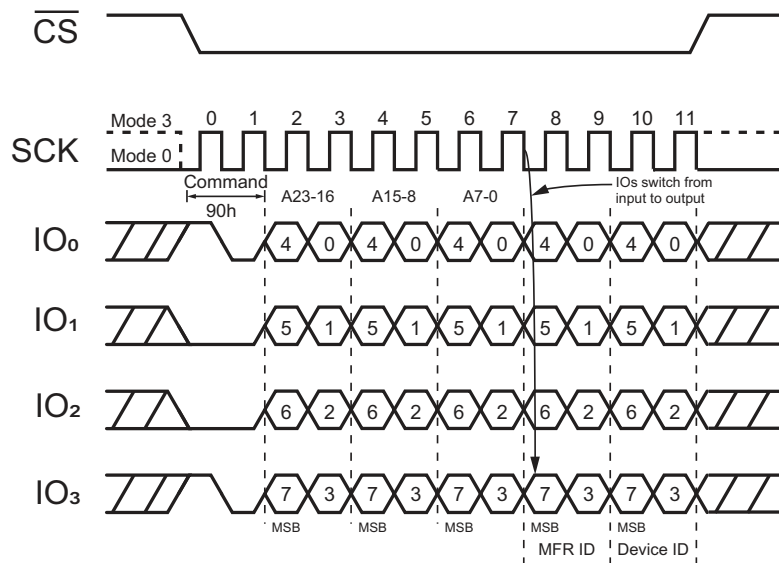 CS
Mode 3 0 1 2 3 4 5 6 7 8 9 10 11
SCK
Mode 0
Command
A23-16 A15-8 A7-0
IOs switch from
input to output
90h
IO₀ 4 0 4 0 4 0 4 0 4 0
IO₁ 5 1 5 1 5 1 5 1 5 1
IO₂ 6 2 6 2 6 2 6 2 6 2
IO₃ 7 3 7 3 7 3 7 3 7 3
MSB MSB MSB MSB MSB
MFR ID Device ID